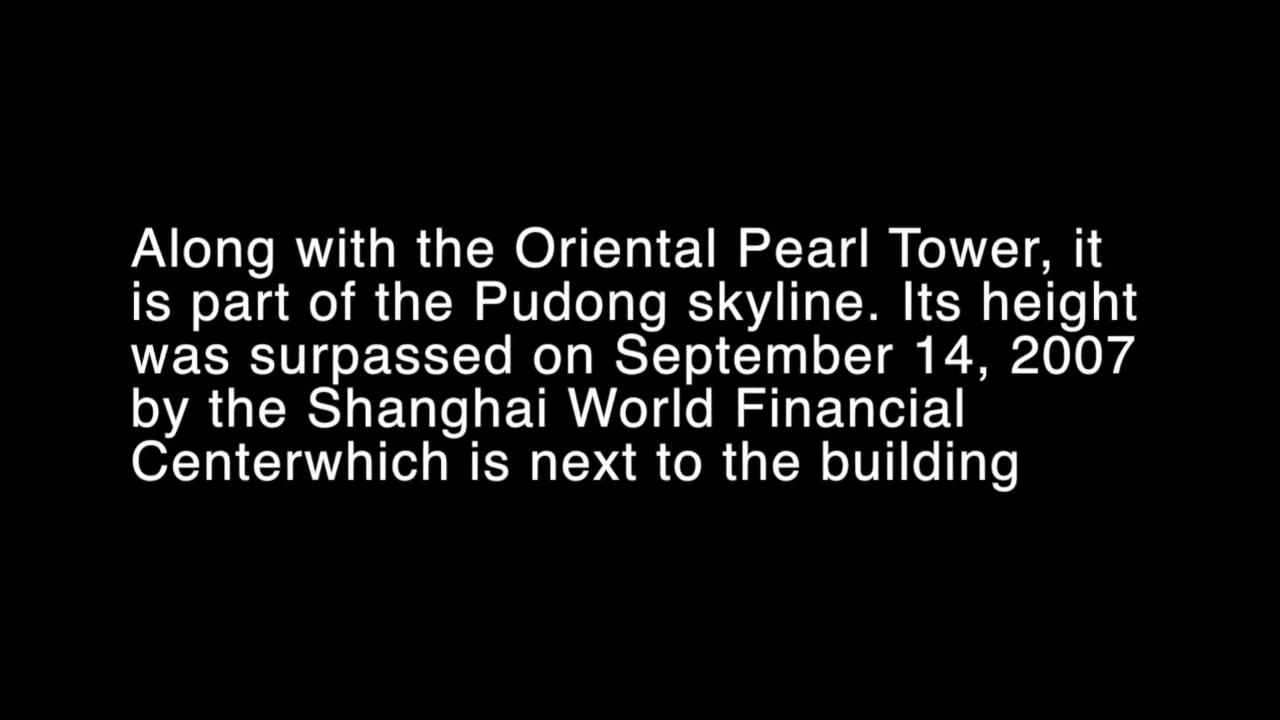 Along with the Oriental Pearl Tower, it
is part of the Pudong skyline. Its height
was surpassed on September 14, 2007
by the Shanghai World Financial
Centerwhich is next to the building